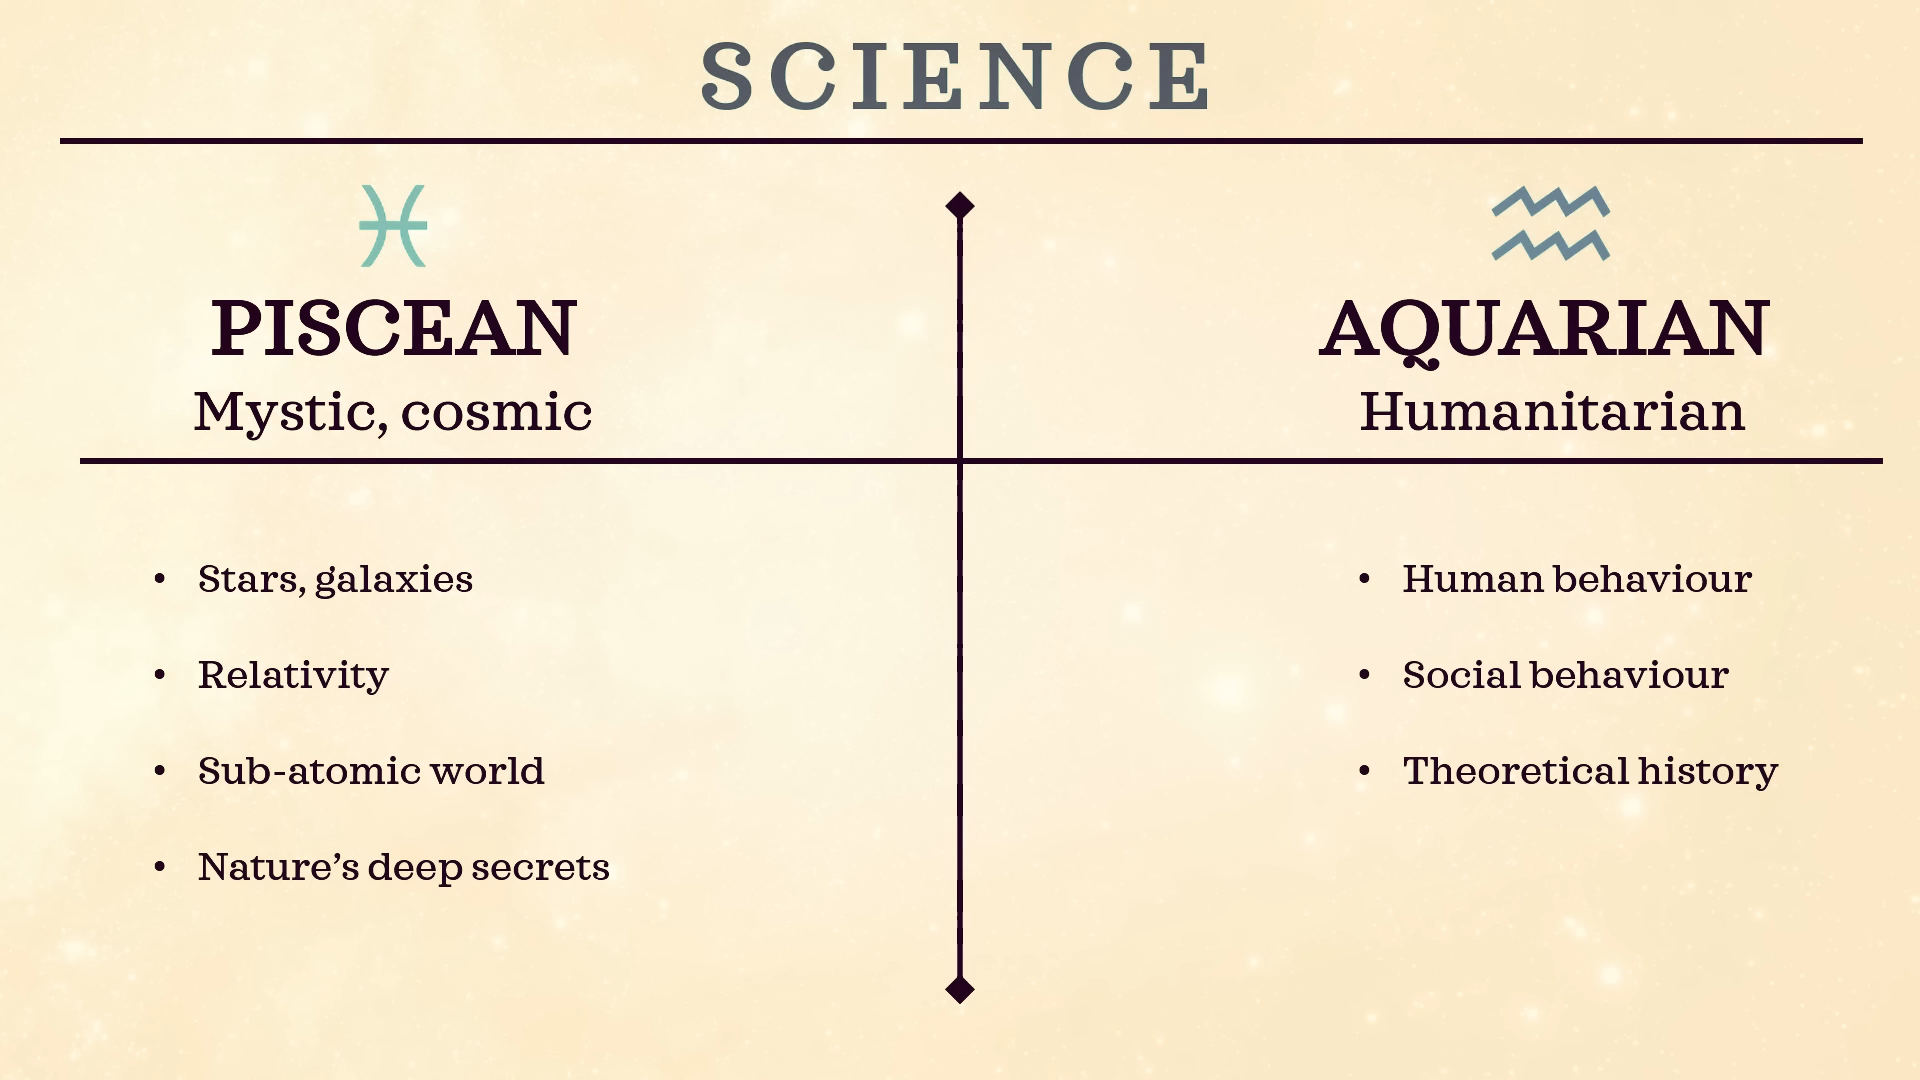 SCIENCE
PISCEAN
Mystic, cosmic
• Stars, galaxies
• Relativity
• Sub-atomic world
• Nature’s deep secrets
AQUARIAN
Humanitarian
• Human behaviour
• Social behaviour
• Theoretical history